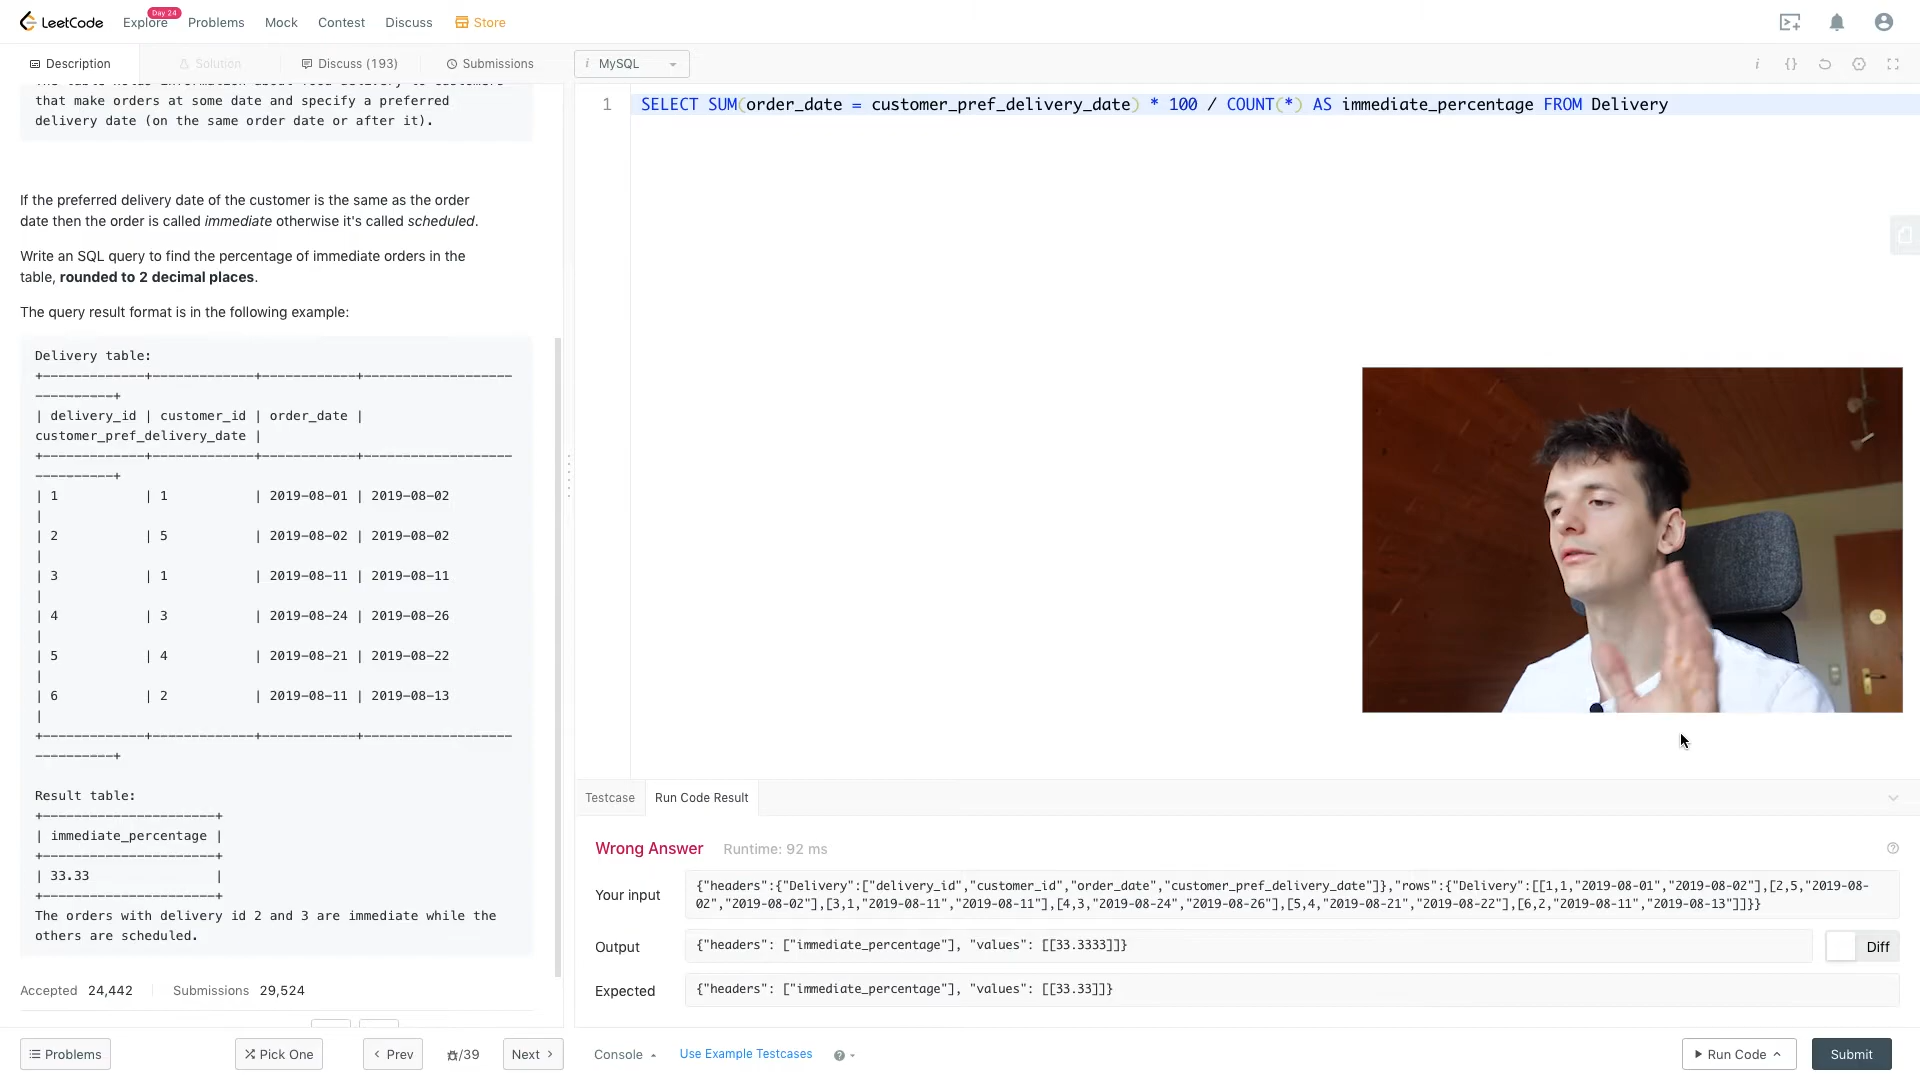 LeetCode
Explore
Day 24
Problems
Mock
Contest
Discuss
Store
Description
Solution
Discuss (193)
Submissions
i MySQL
i
{}
that make orders at some date and specify a preferred
delivery date (on the same order date or after it).
If the preferred delivery date of the customer is the same as the order
date then the order is called immediate otherwise it's called scheduled.
Write an SQL query to find the percentage of immediate orders in the
table, rounded to 2 decimal places.
The query result format is in the following example:
Delivery table:
+-------------+-------------+------------+-------------------
----------+
| delivery_id | customer_id | order_date |
customer_pref_delivery_date |
+-------------+-------------+------------+-------------------
----------+
| 1 | 1 | 2019-08-01 | 2019-08-02
|
| 2 | 5 | 2019-08-02 | 2019-08-02
|
| 3 | 1 | 2019-08-11 | 2019-08-11
|
| 4 | 3 | 2019-08-24 | 2019-08-26
|
| 5 | 4 | 2019-08-21 | 2019-08-22
|
| 6 | 2 | 2019-08-11 | 2019-08-13
|
+-------------+-------------+------------+-------------------
----------+
Result table:
+----------------------+
| immediate_percentage |
+----------------------+
| 33.33 |
+----------------------+
The orders with delivery id 2 and 3 are immediate while the
others are scheduled.
Accepted 24,442
Submissions 29,524
1 SELECT SUM(order_date = customer_pref_delivery_date) * 100 / COUNT(*) AS immediate_percentage FROM Delivery
Testcase
Run Code Result
Wrong Answer
Runtime: 92 ms
Your input
{"headers":{"Delivery":["delivery_id","customer_id","order_date","customer_pref_delivery_date"]},"rows":{"Delivery":[[1,1,"2019-08-01","2019-08-02"],[2,5,"2019-08-
02","2019-08-02"],[3,1,"2019-08-11","2019-08-11"],[4,3,"2019-08-24","2019-08-26"],[5,4,"2019-08-21","2019-08-22"],[6,2,"2019-08-11","2019-08-13"]]}}
Output
{"headers": ["immediate_percentage"], "values": [[33.3333]]}
Diff
Expected
{"headers": ["immediate_percentage"], "values": [[33.33]]}
Problems
Pick One
Prev
/39
Next
Console
Use Example Testcases
Run Code
Submit